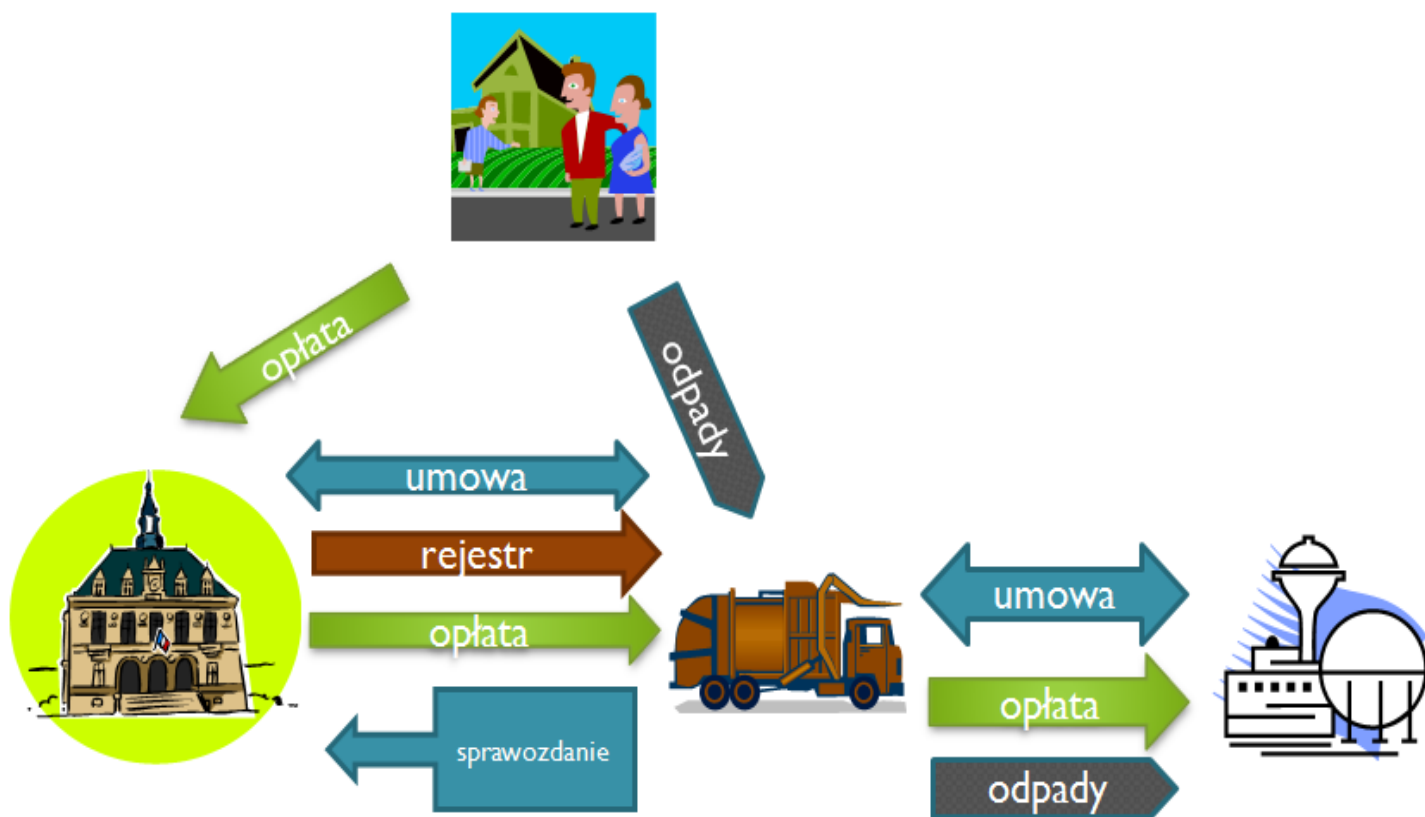 opłata
odpady
umowa
rejestr
opłata
sprawozdanie
umowa
opłata
odpady